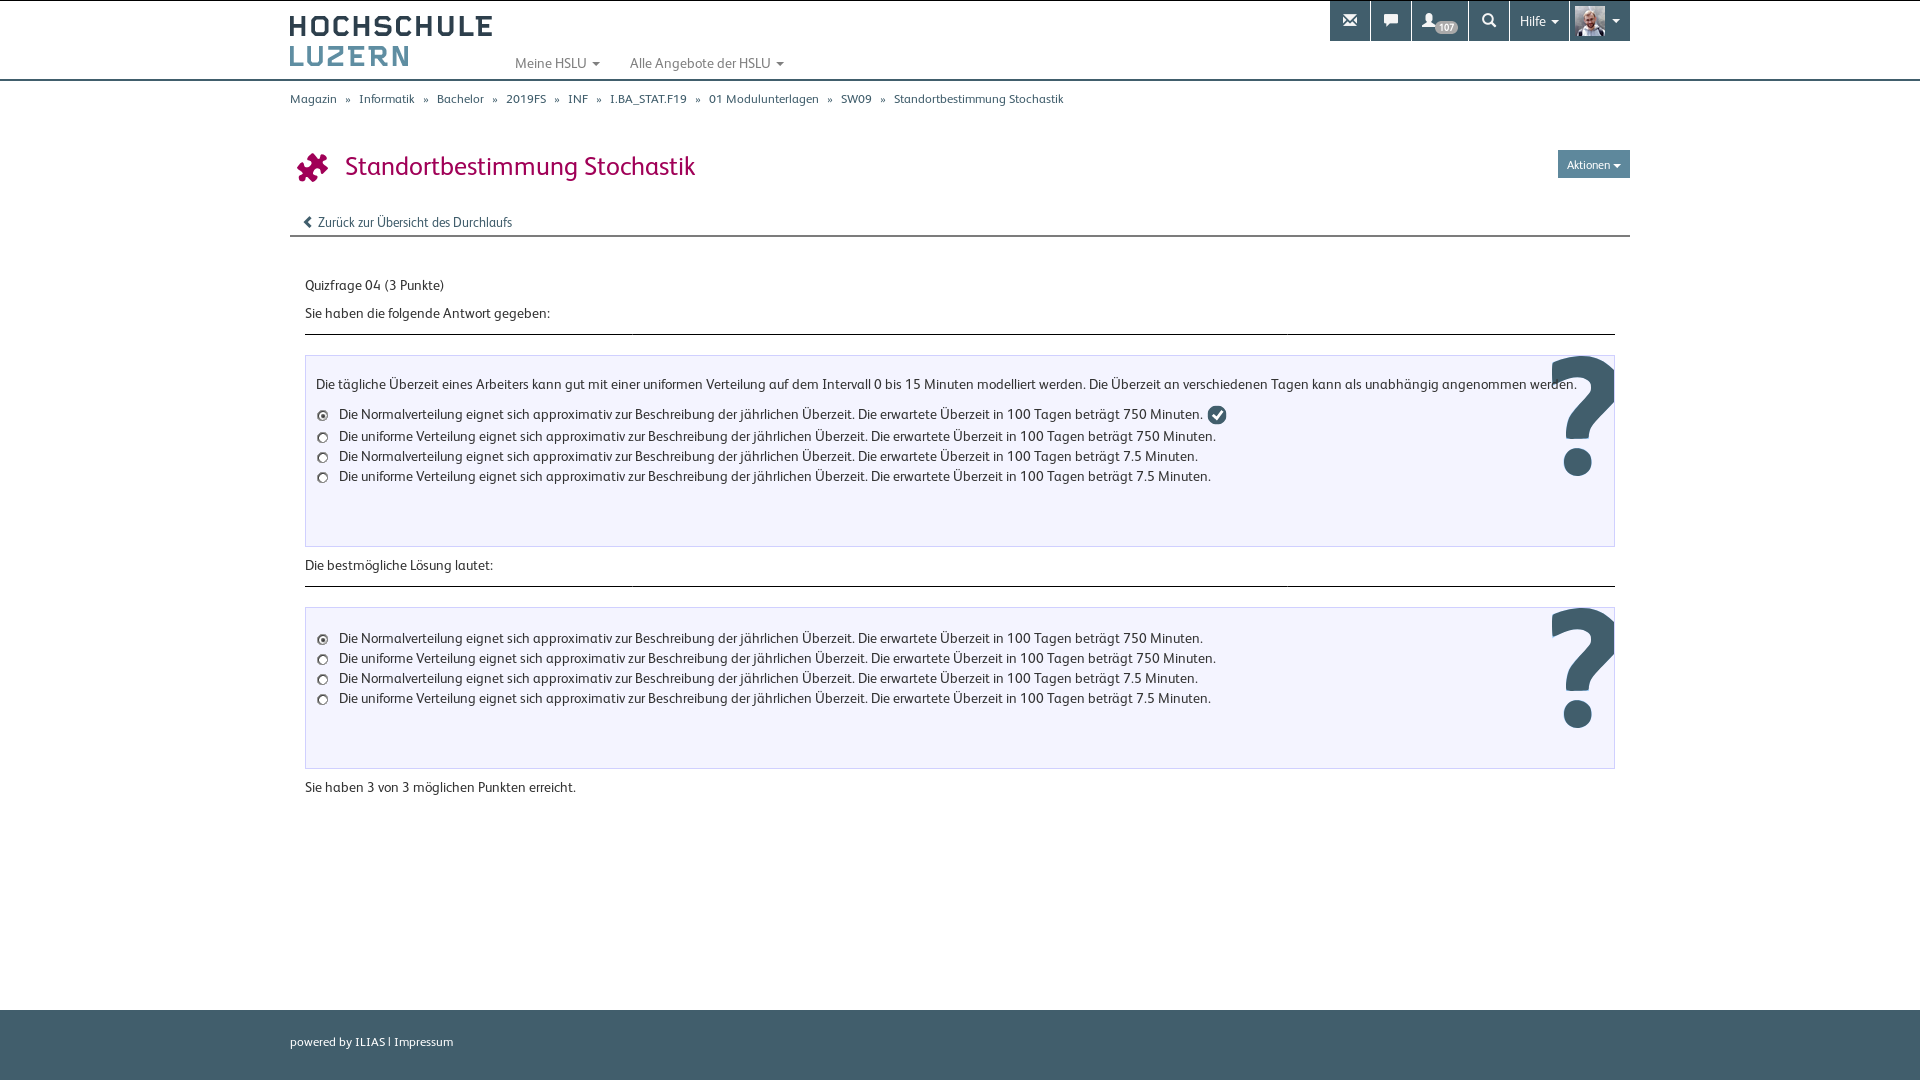 HOCHSCHULE
LUZERN
Meine HSLU
Alle Angebote der HSLU
107
Hilfe
Magazin » Informatik » Bachelor » 2019FS » INF » I.BA_STAT.F19 » 01 Modulunterlagen » SW09 » Standortbestimmung Stochastik
Standortbestimmung Stochastik
Aktionen
Zurück zur Übersicht des Durchlaufs
Quizfrage 04 (3 Punkte)
Sie haben die folgende Antwort gegeben:
Die tägliche Überzeit eines Arbeiters kann gut mit einer uniformen Verteilung auf dem Intervall 0 bis 15 Minuten modelliert werden. Die Überzeit an verschiedenen Tagen kann als unabhängig angenommen werden.
Die Normalverteilung eignet sich approximativ zur Beschreibung der jährlichen Überzeit. Die erwartete Überzeit in 100 Tagen beträgt 750 Minuten.
Die uniforme Verteilung eignet sich approximativ zur Beschreibung der jährlichen Überzeit. Die erwartete Überzeit in 100 Tagen beträgt 750 Minuten.
Die Normalverteilung eignet sich approximativ zur Beschreibung der jährlichen Überzeit. Die erwartete Überzeit in 100 Tagen beträgt 7.5 Minuten.
Die uniforme Verteilung eignet sich approximativ zur Beschreibung der jährlichen Überzeit. Die erwartete Überzeit in 100 Tagen beträgt 7.5 Minuten.
?
Die bestmögliche Lösung lautet:
Die Normalverteilung eignet sich approximativ zur Beschreibung der jährlichen Überzeit. Die erwartete Überzeit in 100 Tagen beträgt 750 Minuten.
Die uniforme Verteilung eignet sich approximativ zur Beschreibung der jährlichen Überzeit. Die erwartete Überzeit in 100 Tagen beträgt 750 Minuten.
Die Normalverteilung eignet sich approximativ zur Beschreibung der jährlichen Überzeit. Die erwartete Überzeit in 100 Tagen beträgt 7.5 Minuten.
Die uniforme Verteilung eignet sich approximativ zur Beschreibung der jährlichen Überzeit. Die erwartete Überzeit in 100 Tagen beträgt 7.5 Minuten.
?
Sie haben 3 von 3 möglichen Punkten erreicht.
powered by ILIAS | Impressum